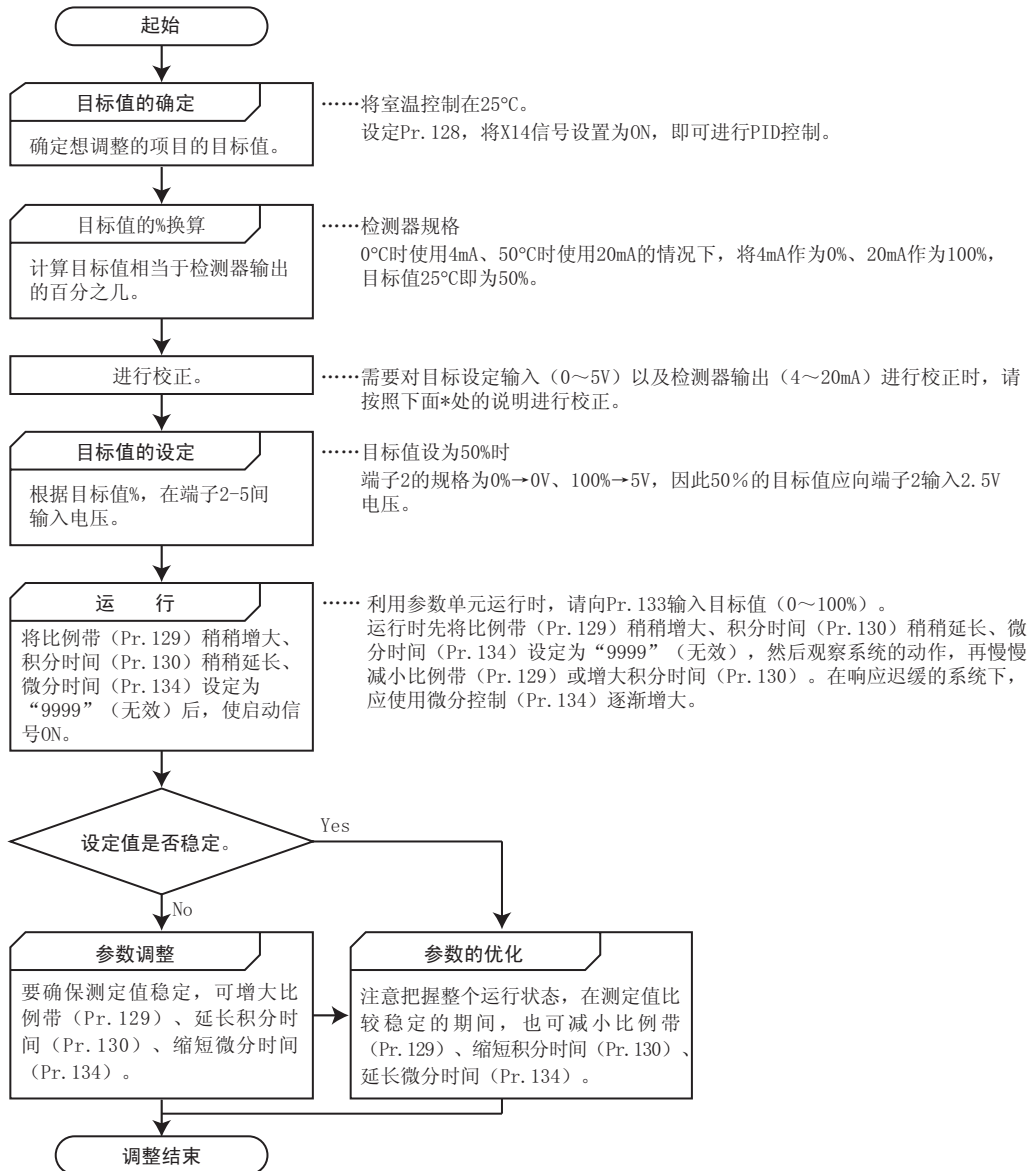 起始
目标值的确定
确定想调整的项目的目标值。
……将室温控制在25°C。
设定Pr.128，将X14信号设置为ON，即可进行PID控制。
目标值的%换算
计算目标值相当于检测器输出
的百分之几。
……检测器规格
0°C时使用4mA、50°C时使用20mA的情况下，将4mA作为0%、20mA作为100%，
目标值25°C即为50%。
进行校正。
……需要对目标设定输入（0～5V）以及检测器输出（4～20mA）进行校正时，请
按照下面*处的说明进行校正。
目标值的设定
根据目标值%，在端子2-5间
输入电压。
……目标值设为50%时
端子2的规格为0%→0V、100%→5V，因此50%的目标值应向端子2输入2.5V
电压。
运 行
将比例带（Pr.129）稍稍增大、
积分时间（Pr.130）稍稍延长、
微分时间（Pr.134）设定为
“9999”（无效）后，使启动信
号ON。
……利用参数单元运行时，请向Pr.133输入目标值（0～100%）。
运行时先将比例带（Pr.129）稍稍增大、积分时间（Pr.130）稍稍延长、微
分时间（Pr.134）设定为“9999”（无效），然后观察系统的动作，再慢慢
减小比例带（Pr.129）或增大积分时间（Pr.130）。在响应迟缓的系统下，
应使用微分控制（Pr.134）逐渐增大。
设定值是否稳定。
Yes
No
参数调整
要确保测定值稳定，可增大比
例带（Pr.129）、延长积分时
间（Pr.130）、缩短微分时间
（Pr.134）。
参数的优化
注意把握整个运行状态，在测定值比
较稳定的期间，也可减小比例带
（Pr.129）、缩短积分时间（Pr.130）、
延长微分时间（Pr.134）。
调整结束